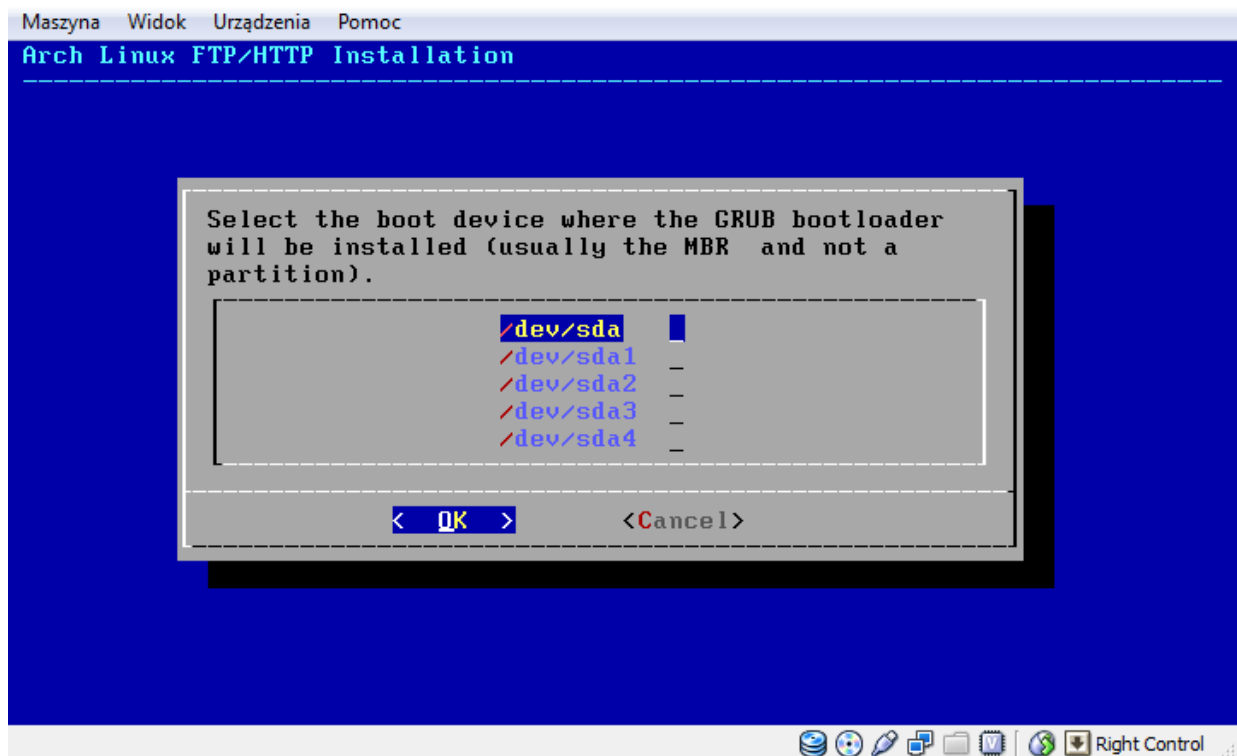 Maszyna Widok Urządzenia Pomoc
Arch Linux FTP/HTTP Installation
Select the boot device where the GRUB bootloader
will be installed (usually the MBR  and not a
partition).
/dev/sda _
/dev/sda1 _
/dev/sda2 _
/dev/sda3 _
/dev/sda4 _
< OK > <Cancel>
Right Control